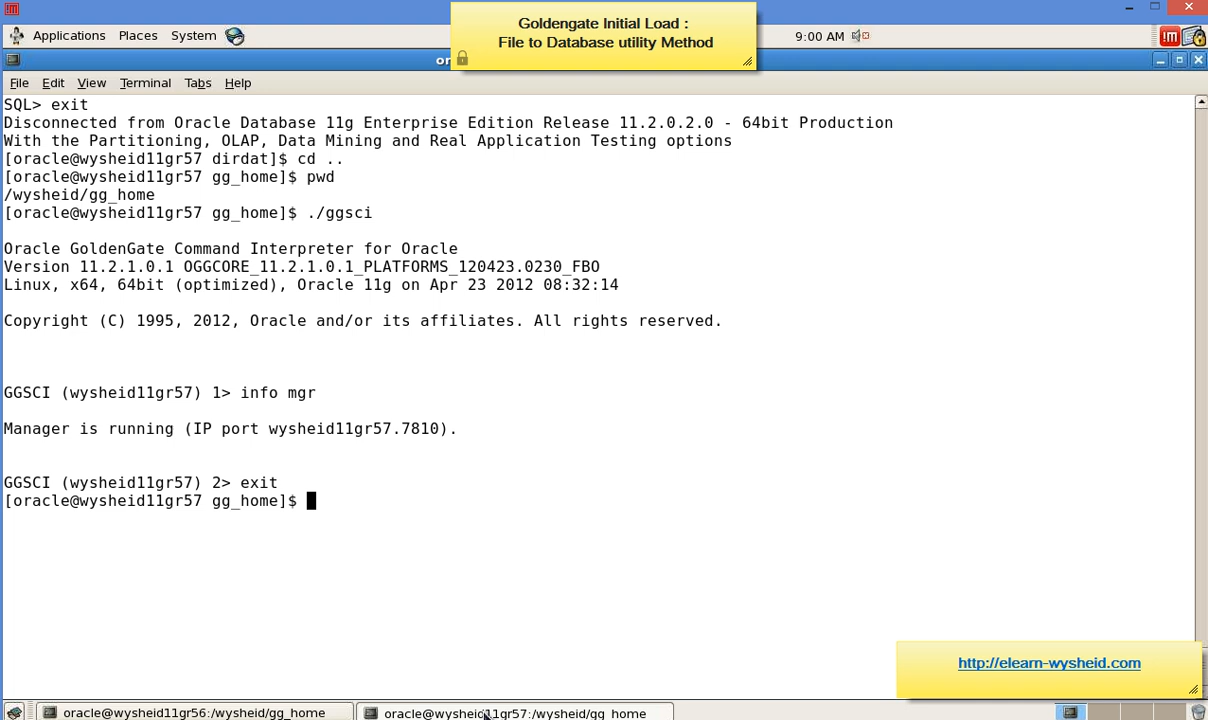 Goldengate Initial Load :
File to Database utility Method
Applications Places System
9:00 AM
or
File Edit View Terminal Tabs Help
SQL> exit
Disconnected from Oracle Database 11g Enterprise Edition Release 11.2.0.2.0 - 64bit Production
With the Partitioning, OLAP, Data Mining and Real Application Testing options
[oracle@wysheid11gr57 dirdat]$ cd ..
[oracle@wysheid11gr57 gg_home]$ pwd
/wysheid/gg_home
[oracle@wysheid11gr57 gg_home]$ ./ggsci
Oracle GoldenGate Command Interpreter for Oracle
Version 11.2.1.0.1 OGGCORE_11.2.1.0.1_PLATFORMS_120423.0230_FBO
Linux, x64, 64bit (optimized), Oracle 11g on Apr 23 2012 08:32:14
Copyright (C) 1995, 2012, Oracle and/or its affiliates. All rights reserved.
GGSCI (wysheid11gr57) 1> info mgr
Manager is running (IP port wysheid11gr57.7810).
GGSCI (wysheid11gr57) 2> exit
[oracle@wysheid11gr57 gg_home]$
http://elearn-wysheid.com
oracle@wysheid11gr56:/wysheid/gg_home
oracle@wysheid11gr57:/wysheid/gg_home